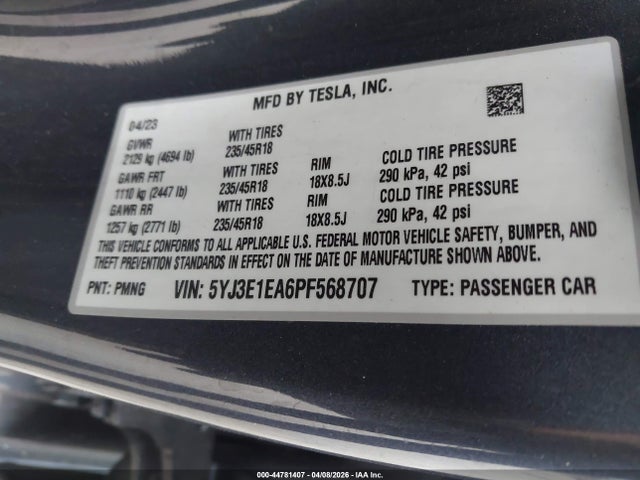 MFD BY TESLA, INC.
04/23
GVWR WITH TIRES
2129 kg (4694 lb) 235/45R18
GAWR FRT WITH TIRES RIM COLD TIRE PRESSURE
1110 kg (2447 lb) 235/45R18 18X8.5J 290 kPa, 42 psi
GAWR RR WITH TIRES RIM COLD TIRE PRESSURE
1257 kg (2771 lb) 235/45R18 18X8.5J 290 kPa, 42 psi
THIS VEHICLE CONFORMS TO ALL APPLICABLE U.S. FEDERAL MOTOR VEHICLE SAFETY, BUMPER, AND
THEFT PREVENTION STANDARDS IN EFFECT ON THE DATE OF MANUFACTURE SHOWN ABOVE.
PNT: PMNG VIN: 5YJ3E1EA6PF568707 TYPE: PASSENGER CAR
000-44781407 - 04/08/2026 - IAA Inc.